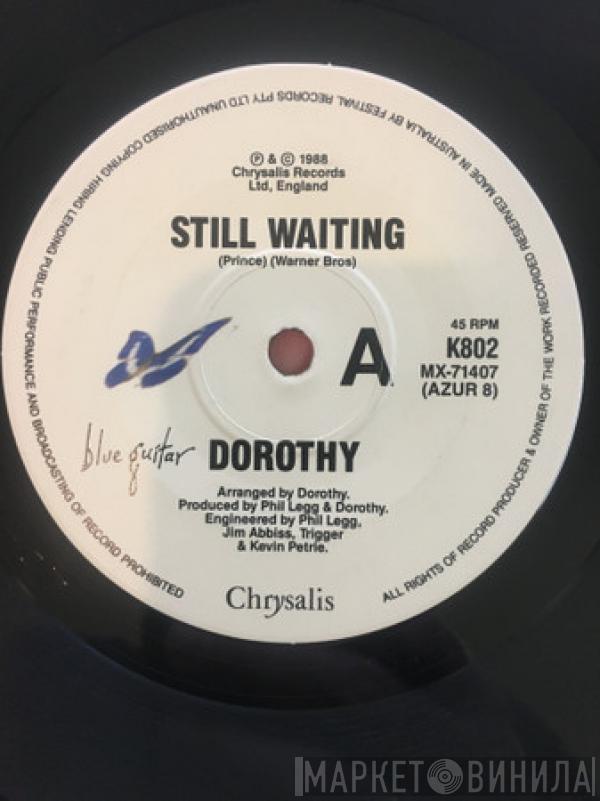 MADE IN AUSTRALIA BY FESTIVAL RECORDS PTY LTD UNAUTHORISED COPYING HIRING LENDING PUBLIC PERFORMANCE AND BROADCASTING OF RECORD PROHIBITED
ALL RIGHTS OF RECORD PRODUCER & OWNER OF THE WORK RECORDED RESERVED
℗ & © 1988
Chrysalis Records
Ltd, England
STILL WAITING
(Prince) (Warner Bros)
45 RPM
A
K802
MX-71407
(AZUR 8)
blue guitar
DOROTHY
Arranged by Dorothy.
Produced by Phil Legg & Dorothy.
Engineered by Phil Legg,
Jim Abbiss, Trigger
& Kevin Petrie.
Chrysalis
МАРКЕТ ВИНИЛА